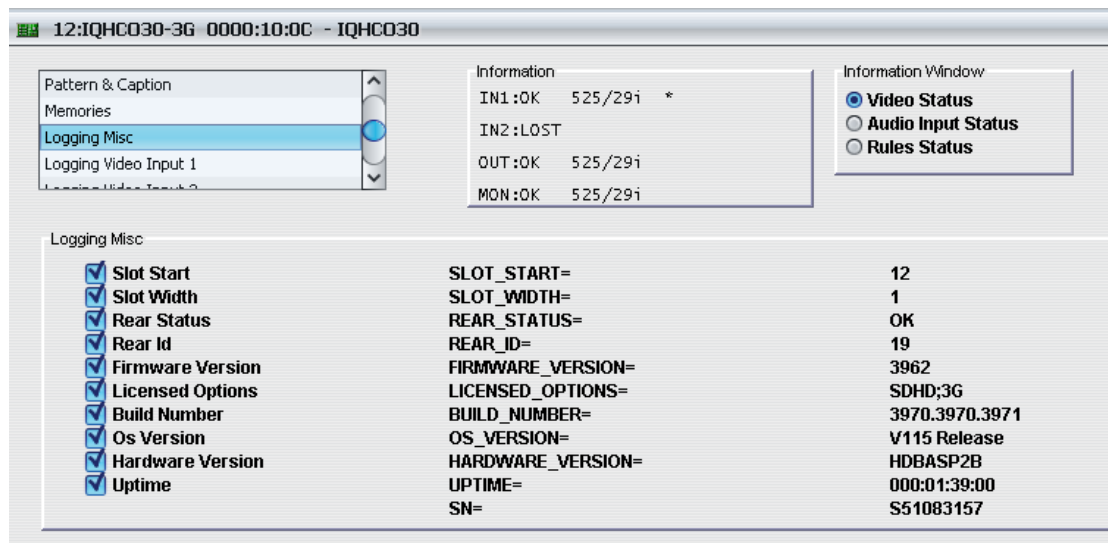 12:IQHCO30-3G 0000:10:0C - IQHCO30
Pattern & Caption
Memories
Logging Misc
Logging Video Input 1
Information
IN1:OK 525/29i *
IN2:LOST
OUT:OK 525/29i
MON:OK 525/29i
Information Window
Video Status
Audio Input Status
Rules Status
Logging Misc
Slot Start SLOT_START= 12
Slot Width SLOT_WIDTH= 1
Rear Status REAR_STATUS= OK
Rear Id REAR_ID= 19
Firmware Version FIRMWARE_VERSION= 3962
Licensed Options LICENSED_OPTIONS= SDHD;3G
Build Number BUILD_NUMBER= 3970.3970.3971
Os Version OS_VERSION= V115 Release
Hardware Version HARDWARE_VERSION= HDBASP2B
Uptime UPTIME= 000:01:39:00
SN= S51083157